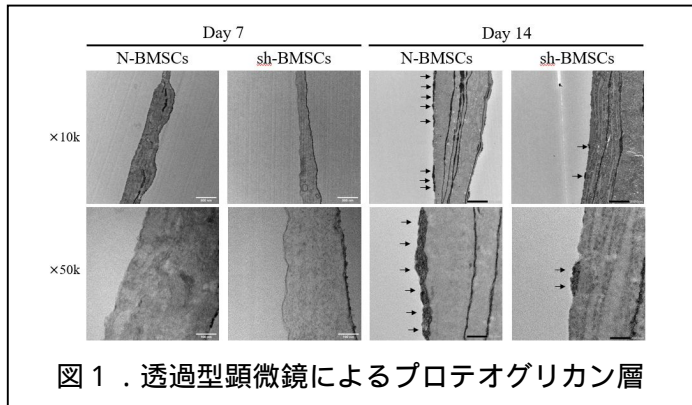 Day 7
Day 14
N-BMSCs
sh-BMSCs
N-BMSCs
sh-BMSCs
×10k
×50k
図1．透過型顕微鏡によるプロテオグリカン層